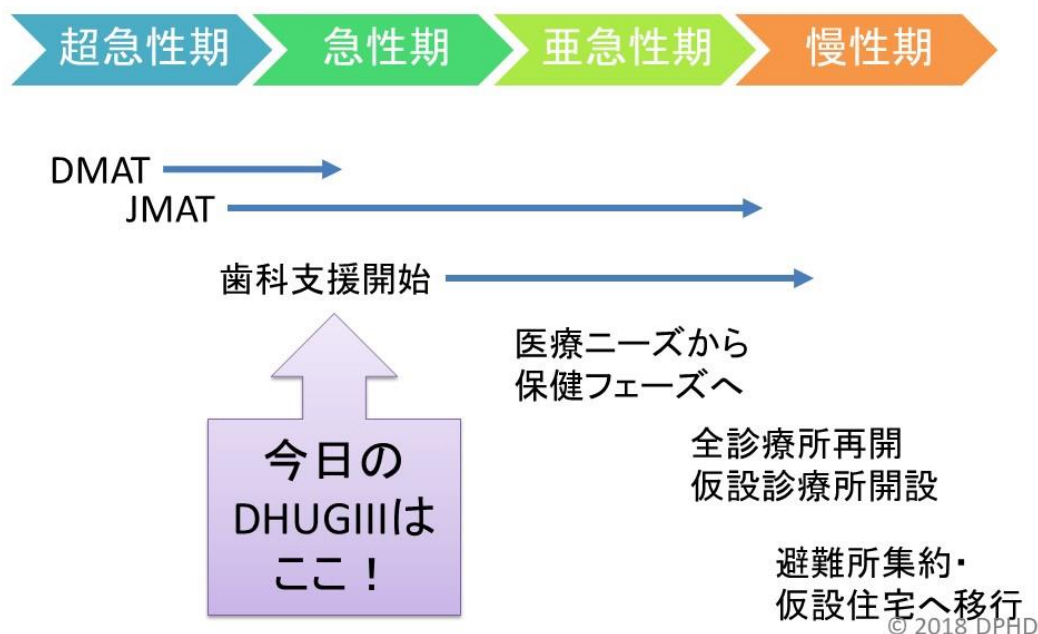 超急性期
急性期
亜急性期
慢性期
DMAT
JMAT
歯科支援開始
医療ニーズから
保健フェーズへ
今日の
DHUGIIIは
ここ！
全診療所再開
仮設診療所開設
避難所集約・
仮設住宅へ移行
© 2018 DPHD